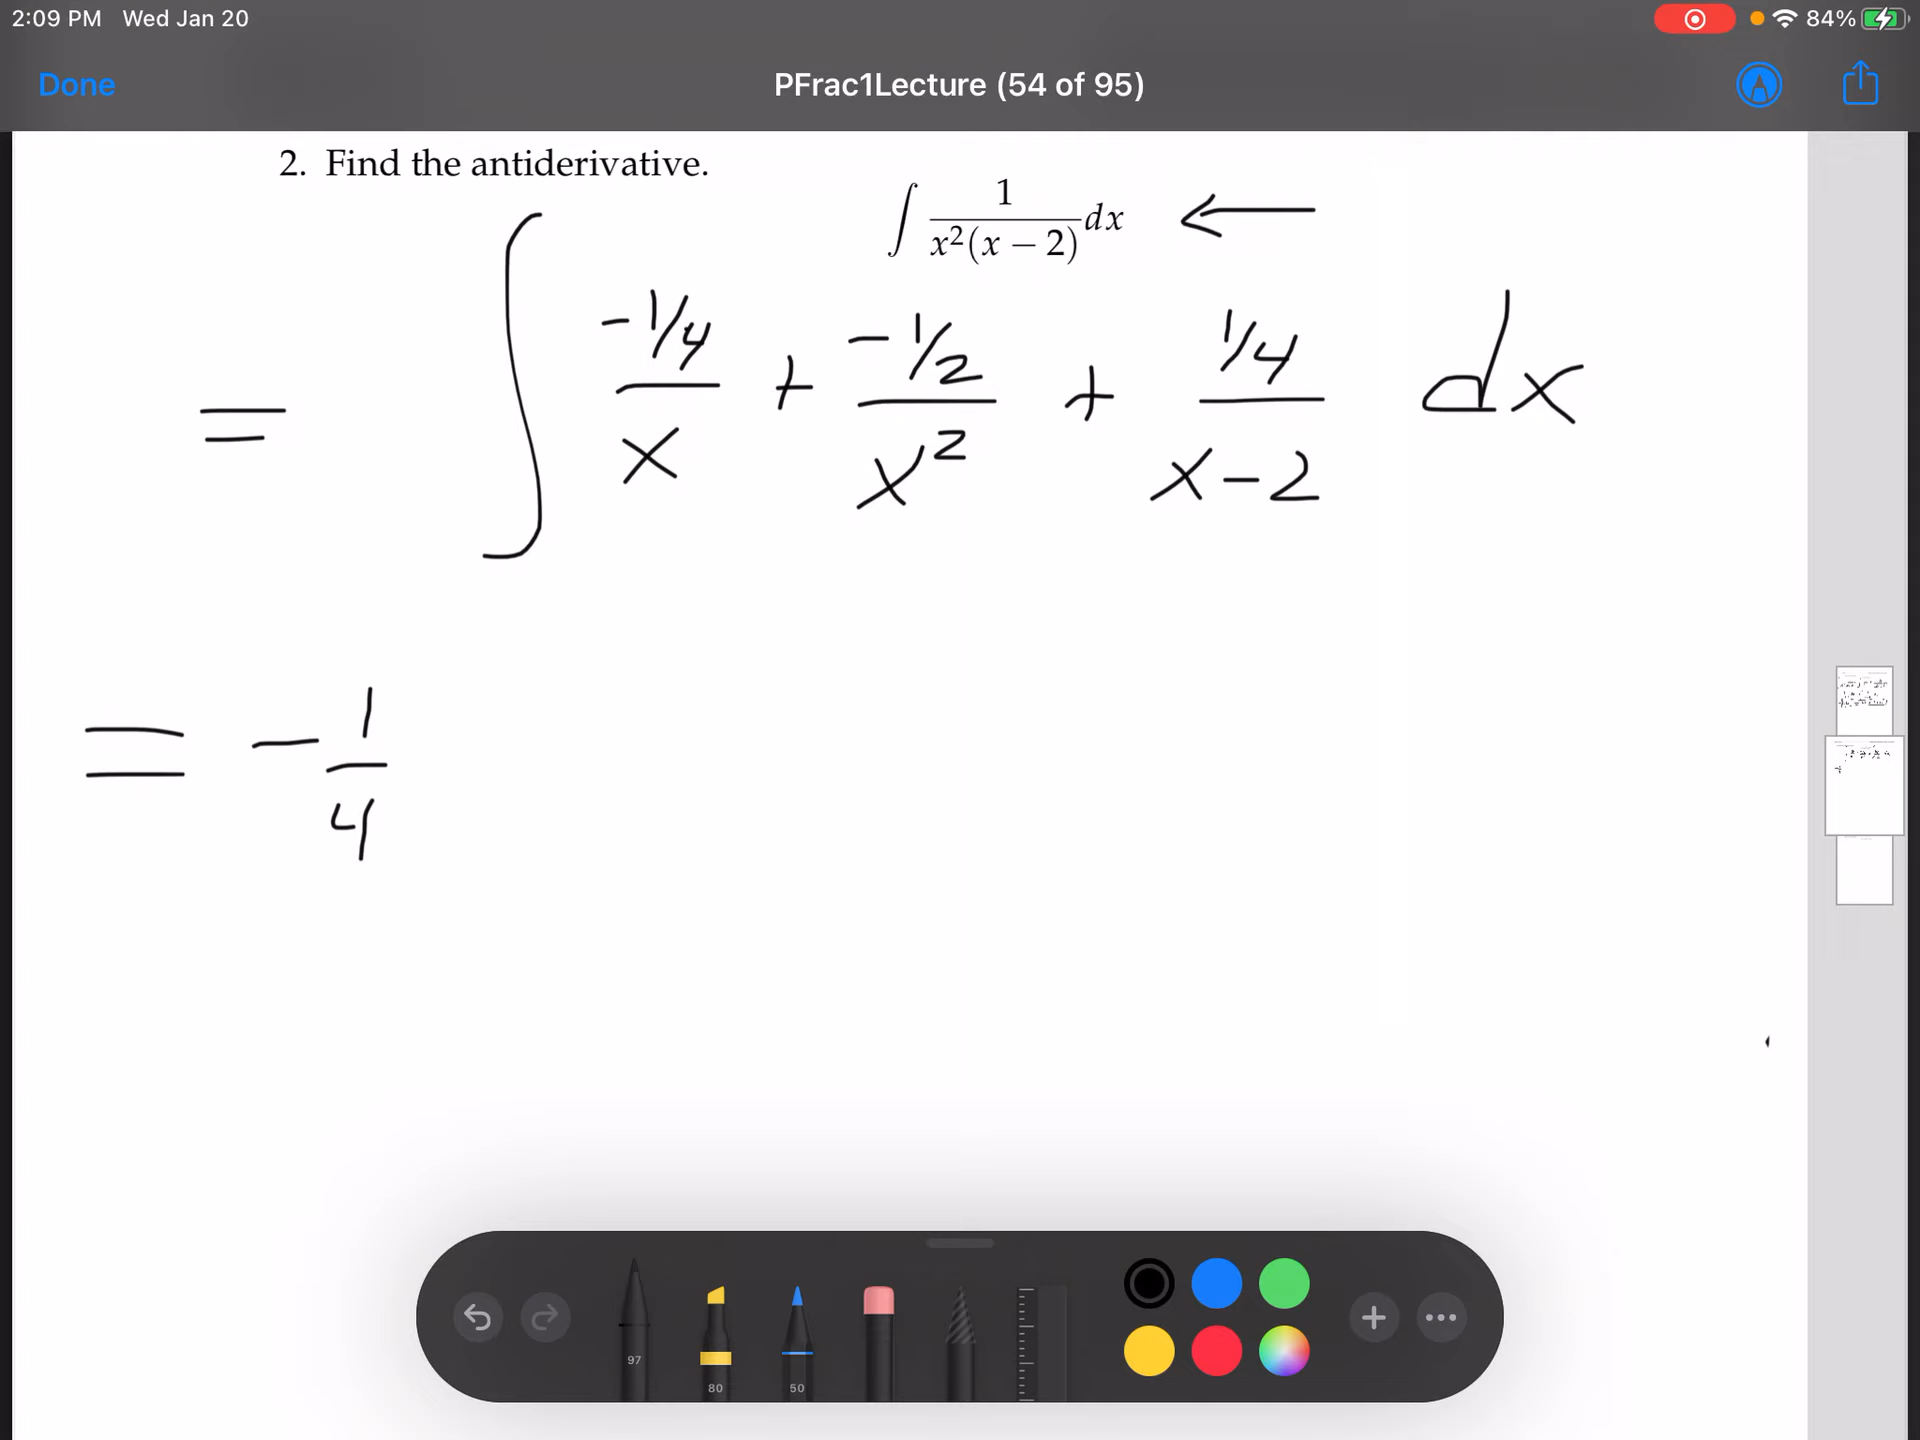 2:09 PM Wed Jan 20 84%
Done PFrac1Lecture (54 of 95)
2. Find the antiderivative.
∫ 1/(x²(x − 2)) dx ←
= ∫ (-1/4)/x + (-1/2)/x² + (1/4)/(x-2) dx
= - 1/4
97 80 50